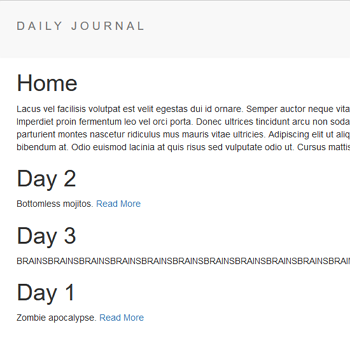 DAILY JOURNAL
Home
Lacus vel facilisis volutpat est velit egestas dui id ornare. Semper auctor neque vita
Imperdiet proin fermentum leo vel orci porta. Donec ultrices tincidunt arcu non soda
parturient montes nascetur ridiculus mus mauris vitae ultricies. Adipiscing elit ut aliq
bibendum at. Odio euismod lacinia at quis risus sed vulputate odio ut. Cursus mattis
Day 2
Bottomless mojitos. Read More
Day 3
BRAINSBRAINSBRAINSBRAINSBRAINSBRAINSBRAINSBRAINSBRAINSBRAINSBRAI
Day 1
Zombie apocalypse. Read More